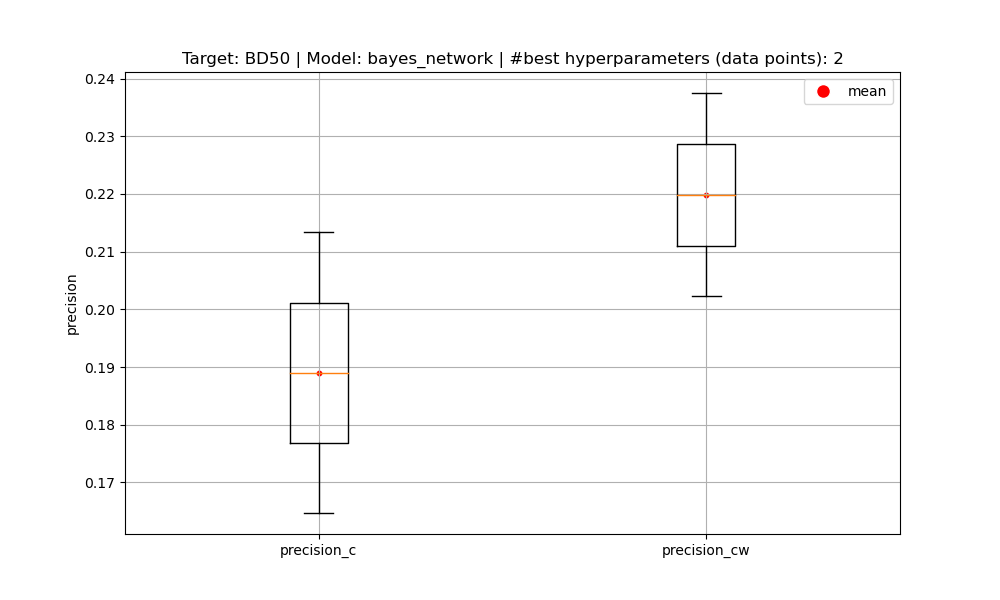 Target: BD50 | Model: bayes_network | #best hyperparameters (data points): 2
mean
0.24
0.23
0.22
0.21
0.20
0.19
0.18
0.17
precision
precision_c
precision_cw